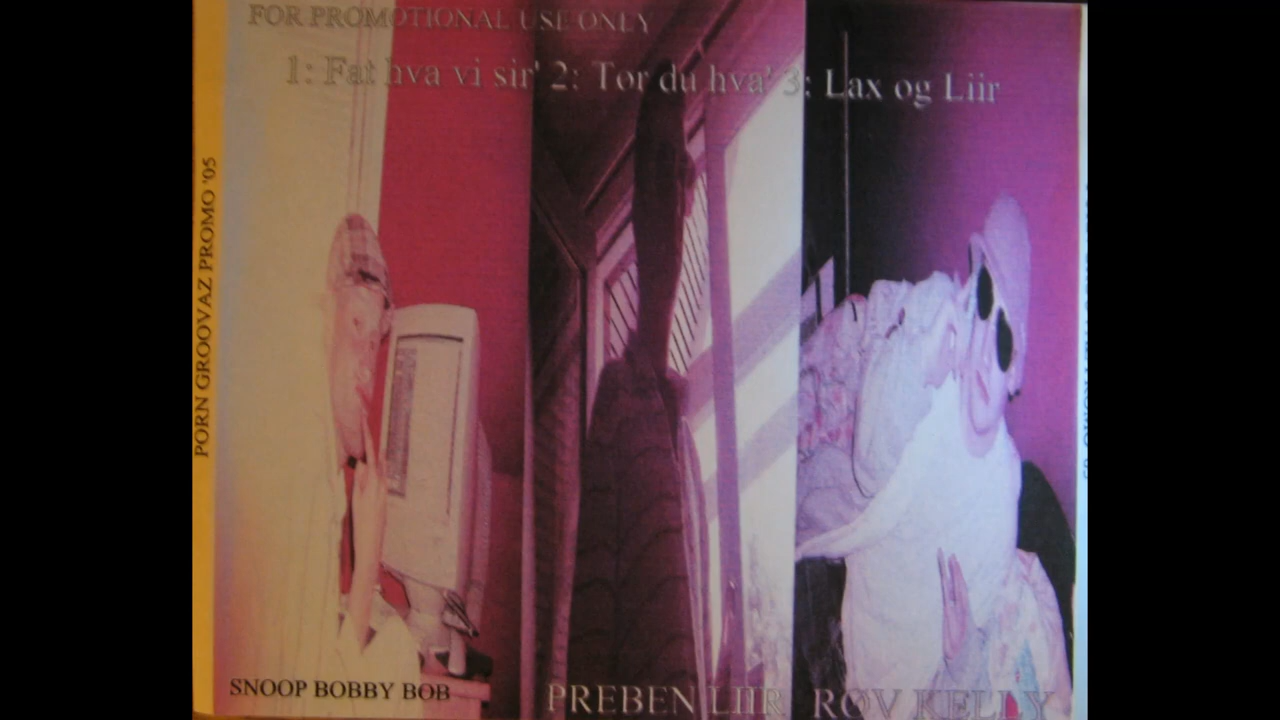 FOR PROMOTIONAL USE ONLY
1: Fat hva vi sir' 2: Tor du hva' 3: Lax og Liir
PORN GROOVAZ PROMO '05
SNOOP BOBBY BOB
PREBEN LIIR
RØV KELLY